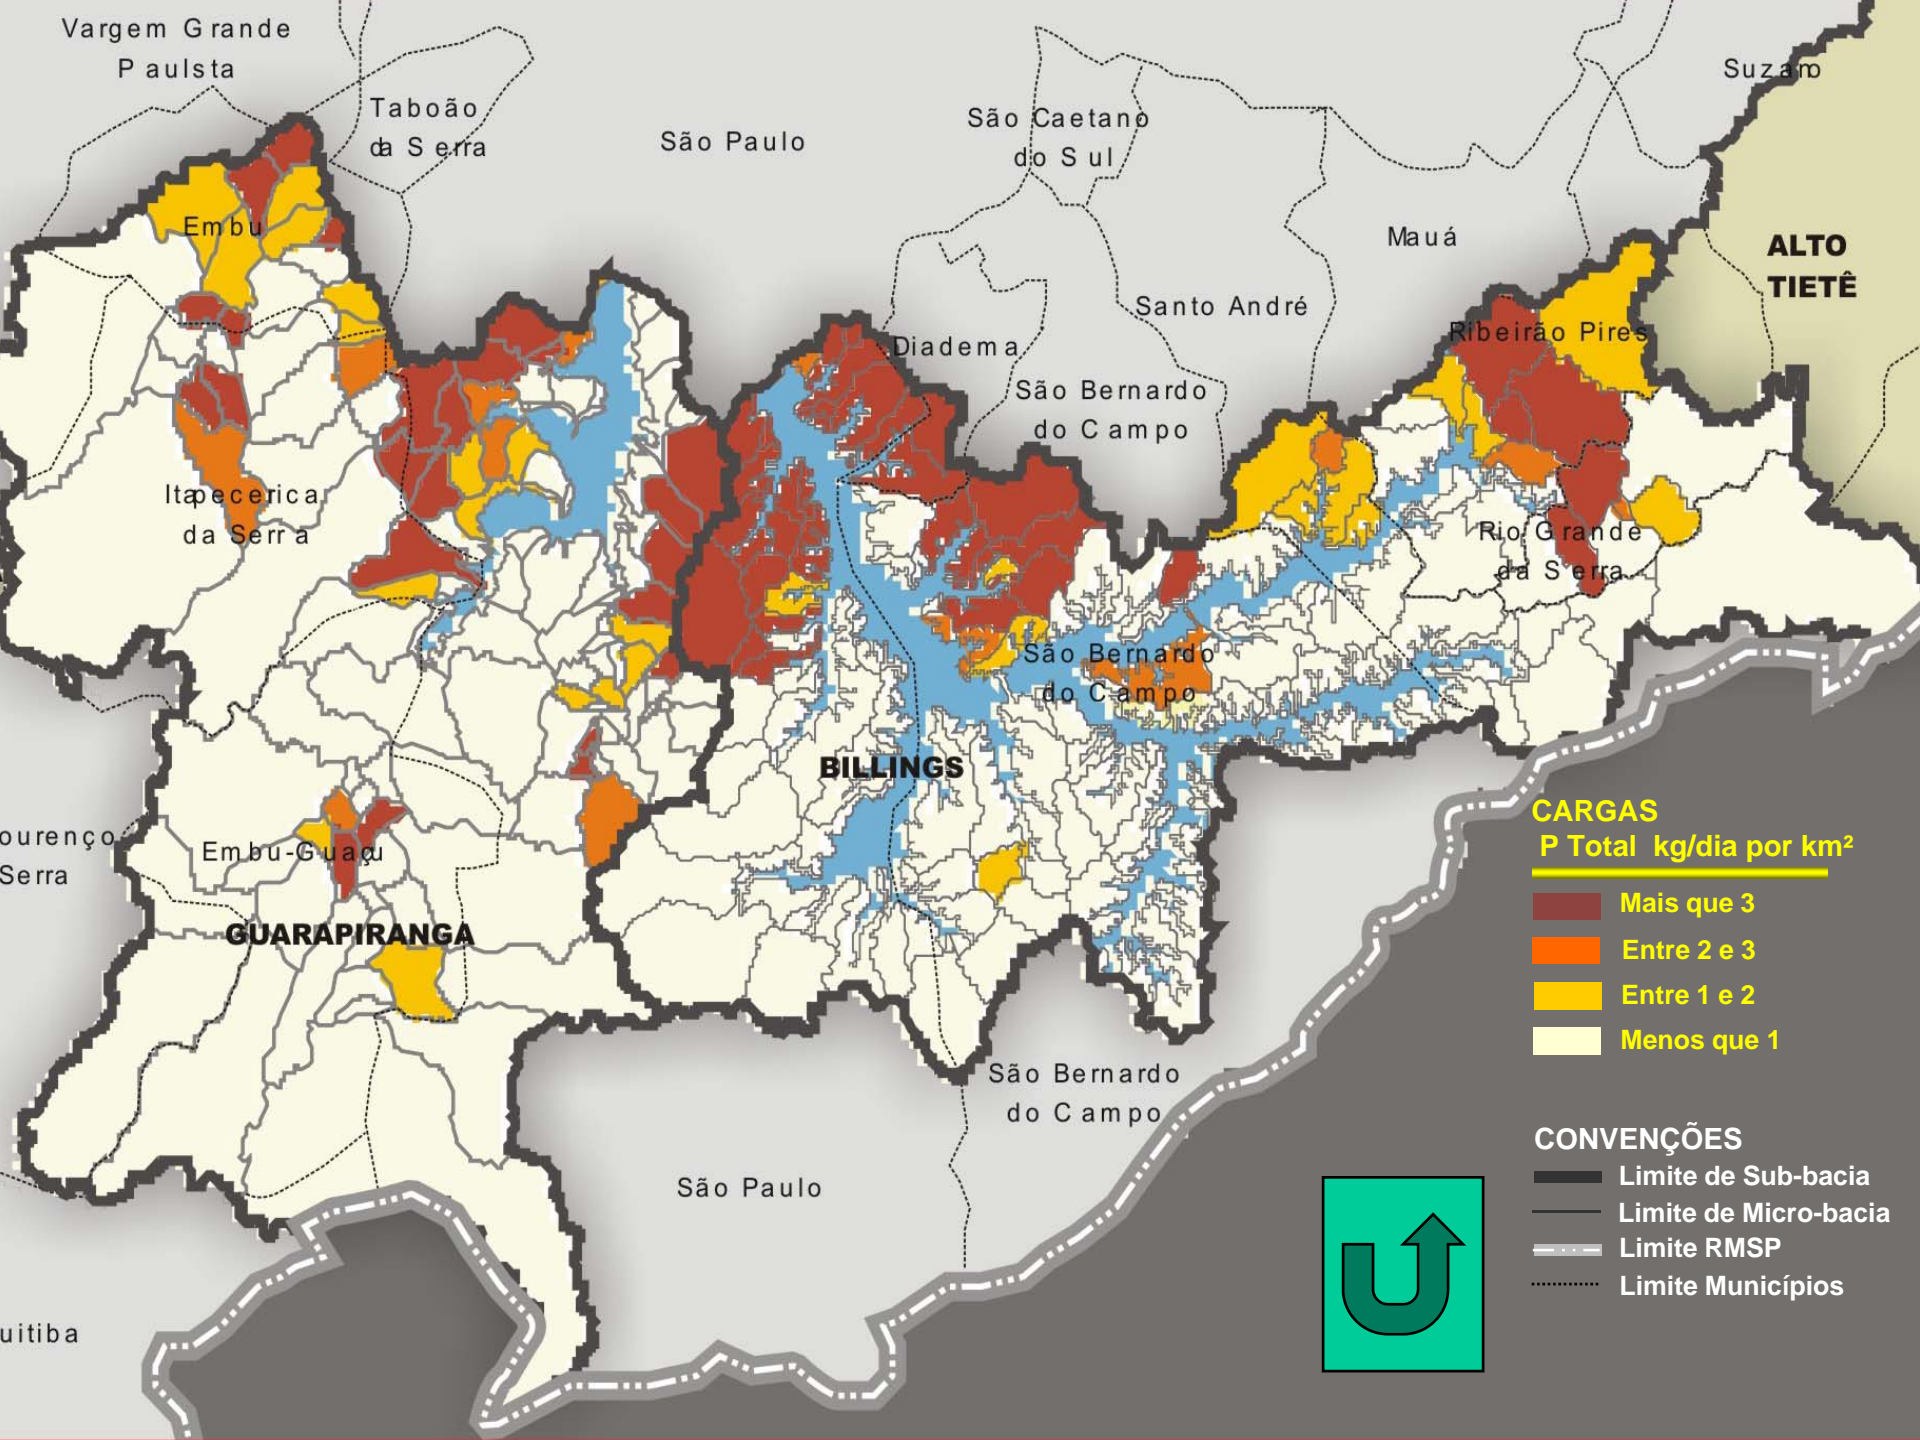 Vargem Grande
Paulsta
Taboão
da Serra
São Paulo
São Caetano
do Sul
Suzano
Embu
Mauá
ALTO
TIETÊ
Santo André
Diadema
Ribeirão Pires
São Bernardo
do Campo
Itapecerica
da Serra
Rio Grande
da Serra
São Bernardo
do Campo
BILLINGS
ourenço
Serra
Embu-Guaçu
GUARAPIRANGA
São Bernardo
do Campo
São Paulo
uitiba
CARGAS
P Total kg/dia por km²
Mais que 3
Entre 2 e 3
Entre 1 e 2
Menos que 1
CONVENÇÕES
Limite de Sub-bacia
Limite de Micro-bacia
Limite RMSP
Limite Municípios